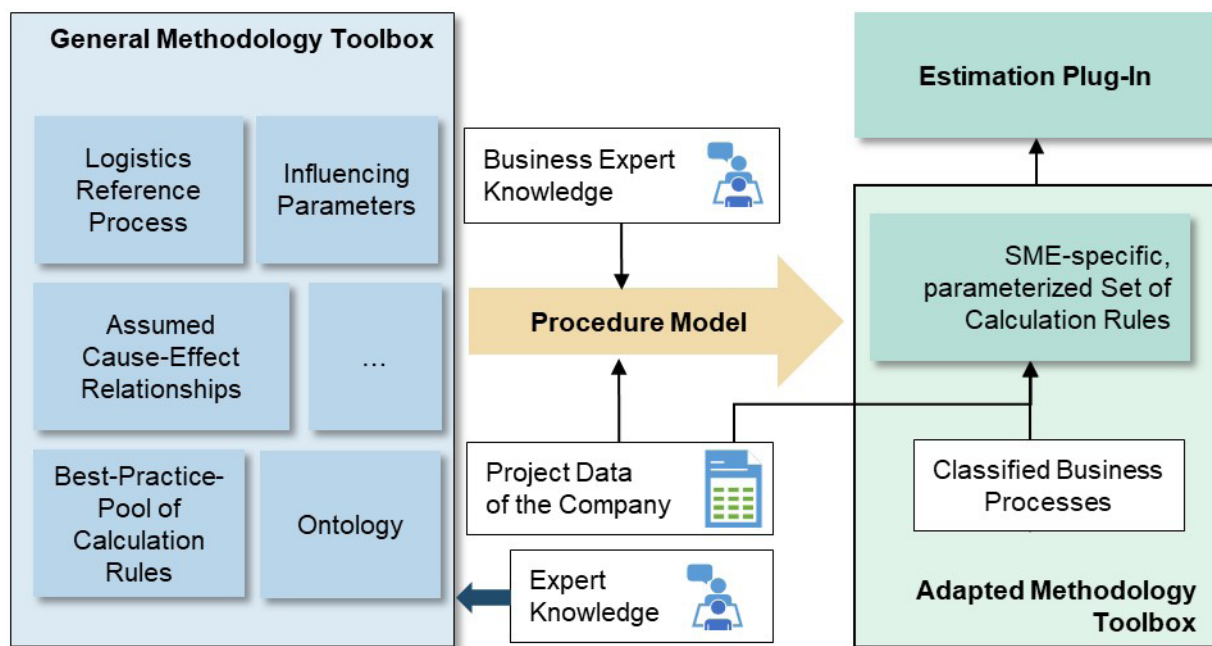 General Methodology Toolbox
Logistics
Reference
Process
Influencing
Parameters
Assumed
Cause-Effect
Relationships
...
Best-Practice-
Pool of
Calculation
Rules
Ontology
Business Expert
Knowledge
Procedure Model
Project Data
of the Company
Expert
Knowledge
Estimation Plug-In
SME-specific,
parameterized Set of
Calculation Rules
Classified Business
Processes
Adapted Methodology
Toolbox